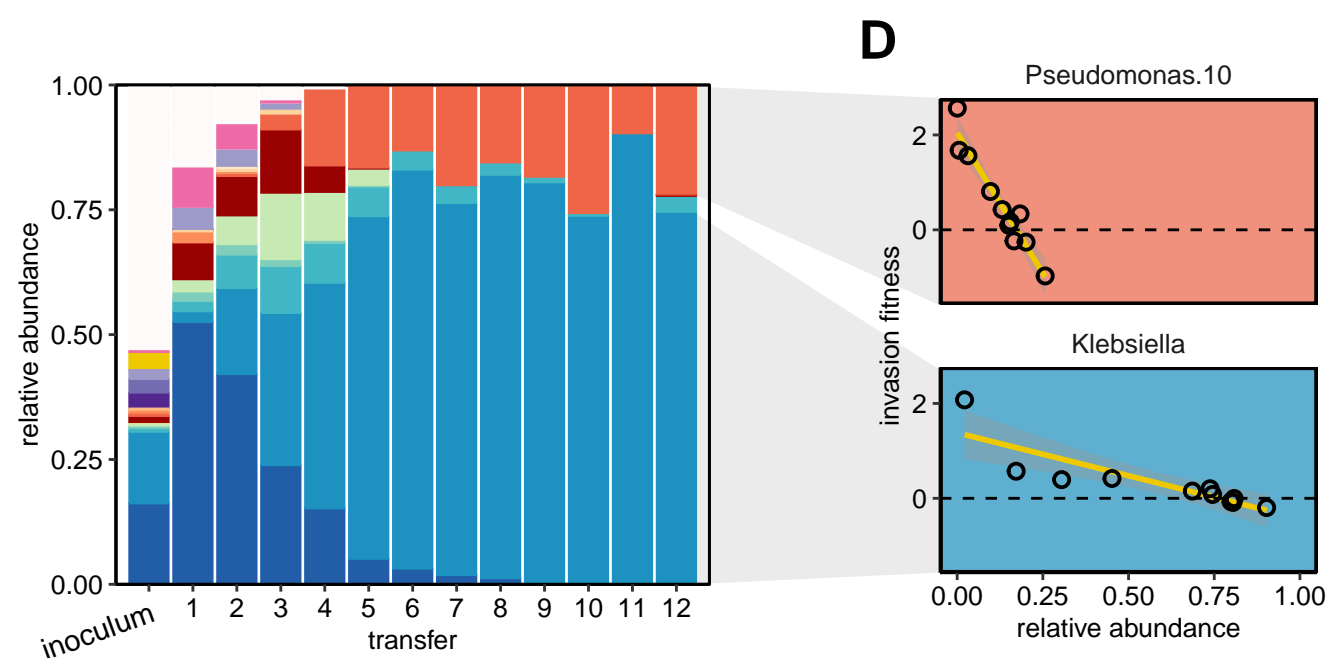 D
1.00
0.75
0.50
0.25
0.00
relative abundance
inoculum 1 2 3 4 5 6 7 8 9 10 11 12
transfer
Pseudomonas.10
2
0
invasion fitness
Klebsiella
2
0
0.00 0.25 0.50 0.75 1.00
relative abundance